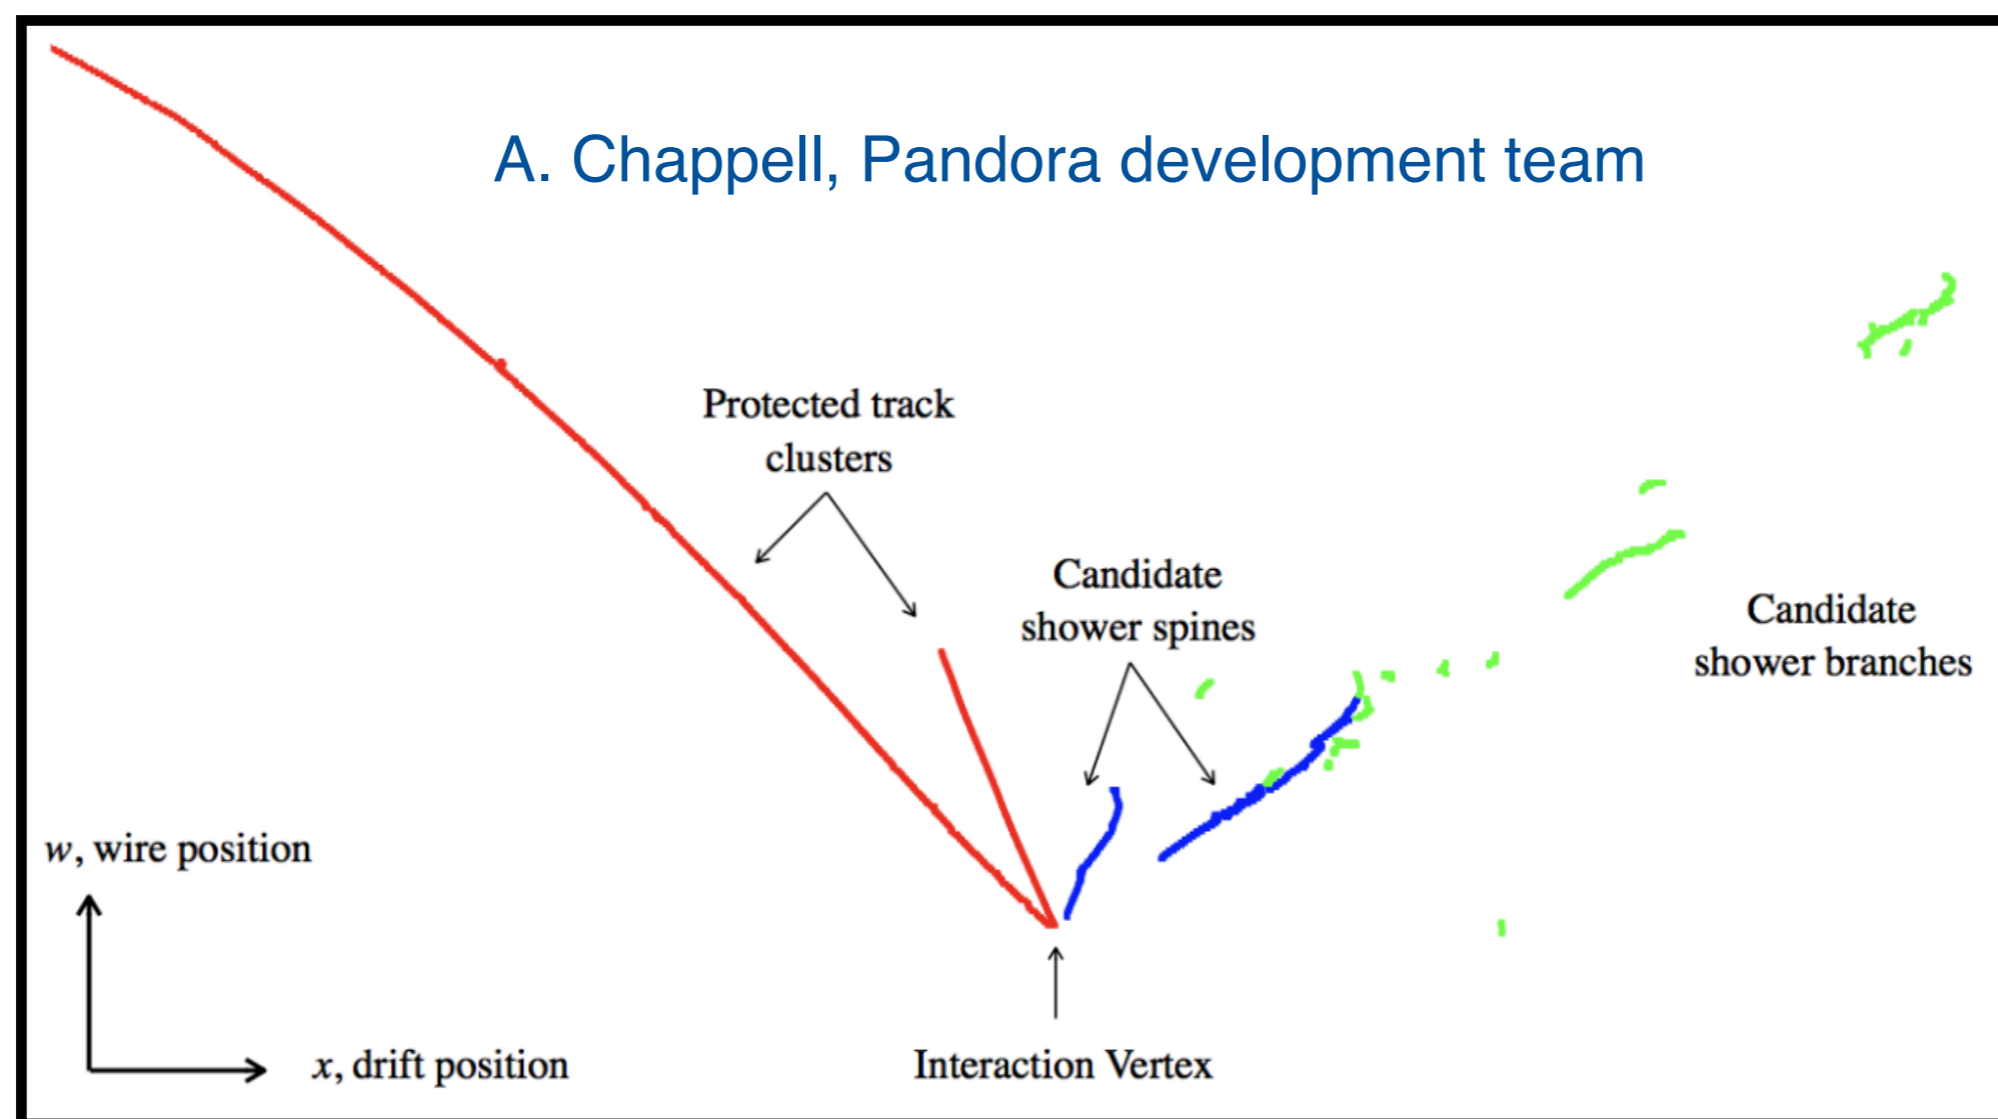 A. Chappell, Pandora development team
Protected track
clusters
Candidate
shower spines
Candidate
shower branches
w, wire position
x, drift position
Interaction Vertex